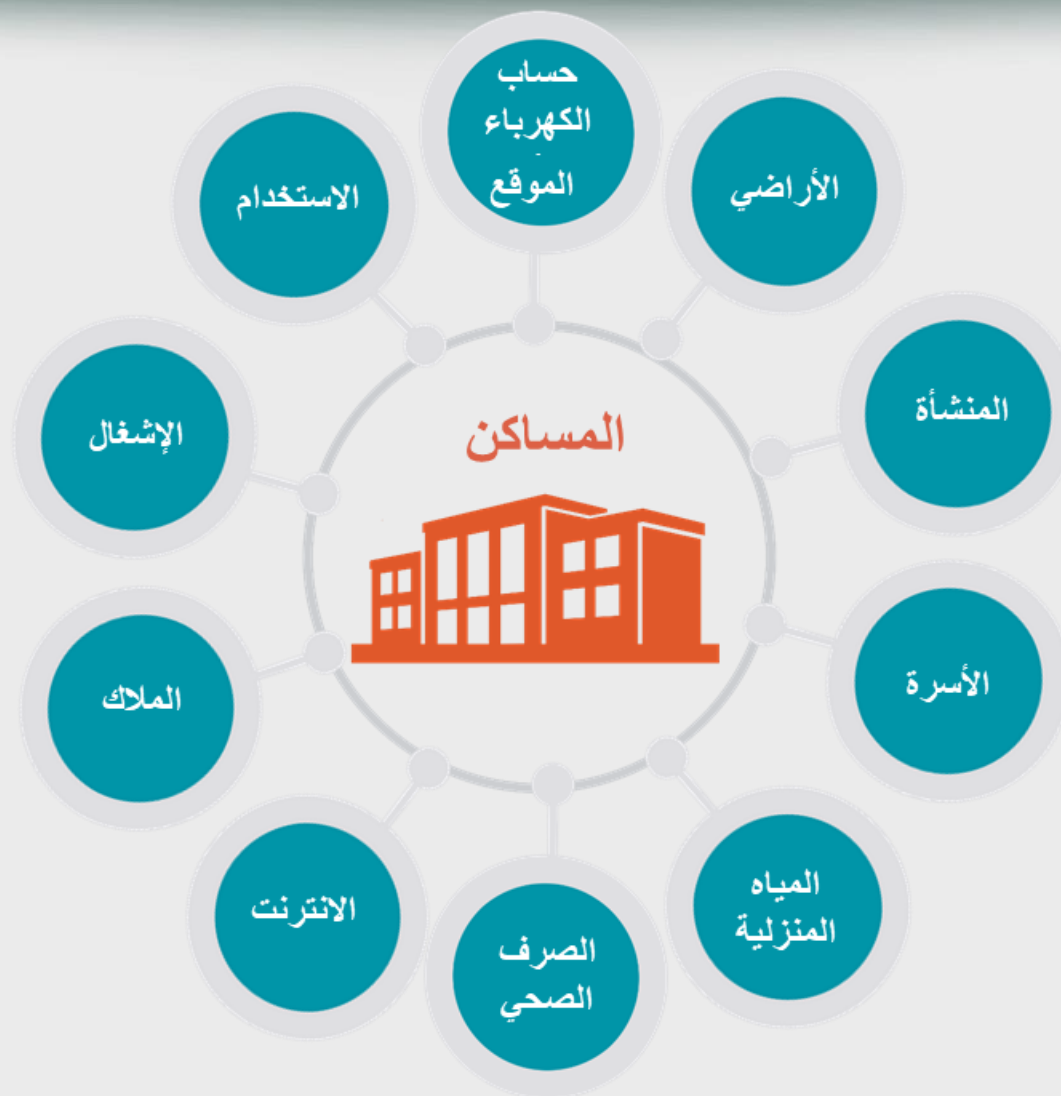 حساب
الكهرباء
-
الموقع
الأراضي
المنشأة
الأسرة
المياه
المنزلية
الصرف
الصحي
الانترنت
الملاك
الإشغال
الاستخدام
المساكن